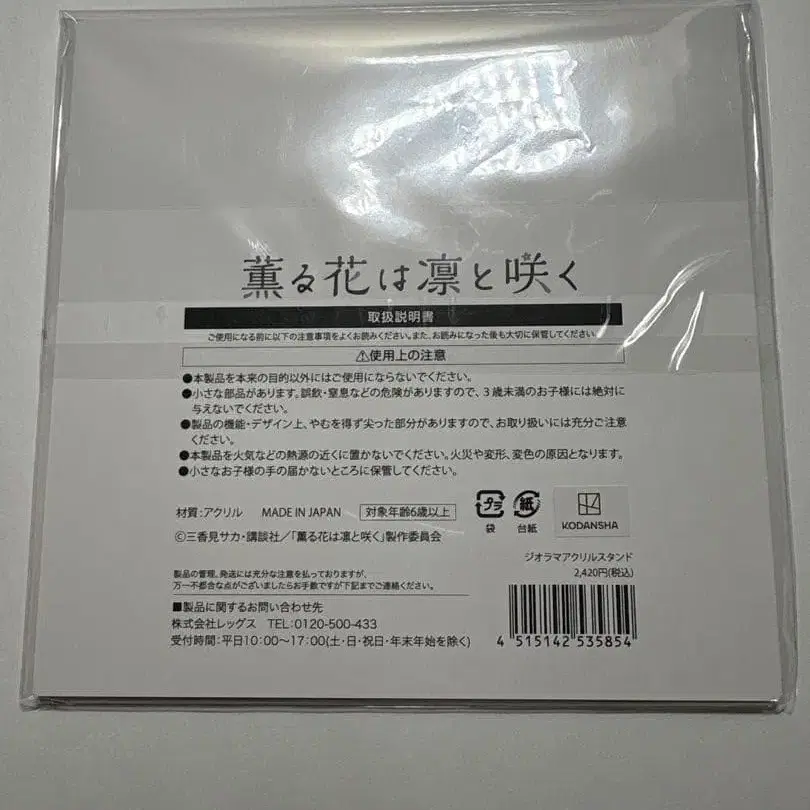 薫る花は凛と咲く
取扱説明書
ご使用になる前に以下の注意事項をよくお読みください。また、お読みになった後も大切に保管してください。
⚠使用上の注意
●本製品を本来の目的以外にはご使用にならないでください。
●小さな部品があります。誤飲・窒息などの危険がありますので、3歳未満のお子様には絶対に
与えないでください。
●製品の機能・デザイン上、やむを得ず尖った部分がありますので、お取り扱いには充分ご注意
ください。
●本製品を火気などの熱源の近くに置かないでください。火災や変形、変色の原因となります。
●小さなお子様の手の届かないところに保管してください。
材質:アクリル MADE IN JAPAN 対象年齢6歳以上
プラ 袋 紙 台紙 KODANSHA
©三香見サカ・講談社/「薫る花は凛と咲く」製作委員会
ジオラマアクリルスタンド
2,420円(税込)
製品の管理、発送には充分な注意を払っておりますが、
万一不都合な点がございましたらお手数ですが下記までご連絡ください。
■製品に関するお問い合わせ先
株式会社レッグス TEL:0120-500-433
受付時間:平日10:00〜17:00(土・日・祝日・年末年始を除く)
4 515142 535854